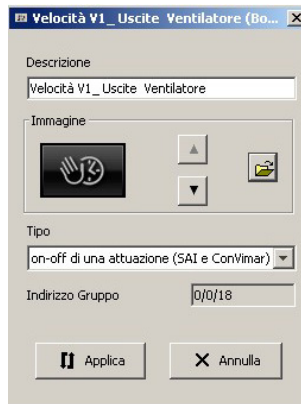 Velocità V1_ Uscite Ventilatore (Bo...
Descrizione
Velocità V1_ Uscite Ventilatore
Immagine
Tipo
on-off di una attuazione (SAI e ConVimar)
Indirizzo Gruppo
0/0/18
Applica
Annulla